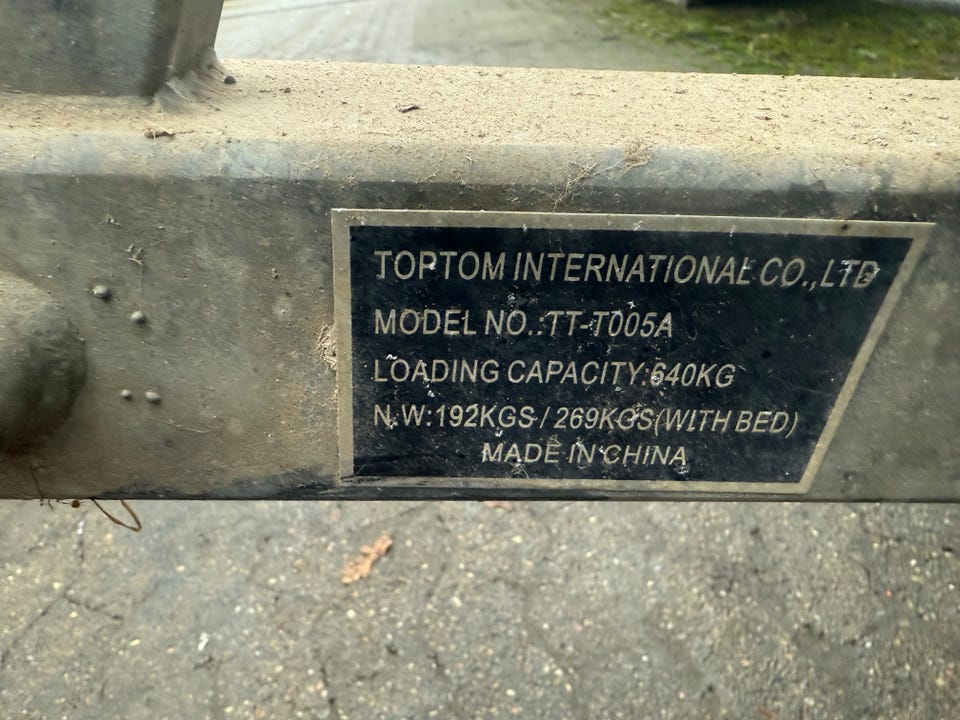 TOPTOM INTERNATIONAL CO.,LTD
MODEL NO.:TT-T005A
LOADING CAPACITY:640KG
N.W:192KGS/269KGS(WITH BED)
MADE IN CHINA